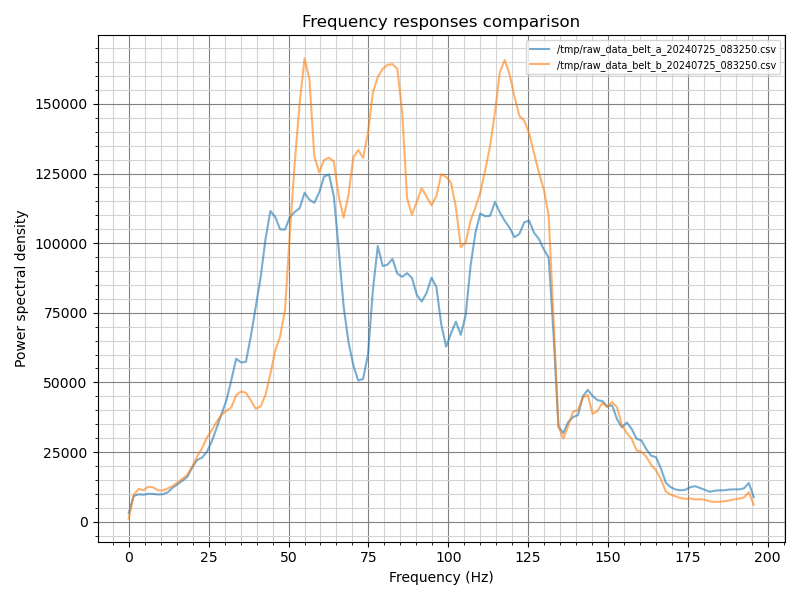 Frequency responses comparison
/tmp/raw_data_belt_a_20240725_083250.csv
/tmp/raw_data_belt_b_20240725_083250.csv
Power spectral density
150000
125000
100000
75000
50000
25000
0
0 25 50 75 100 125 150 175 200
Frequency (Hz)